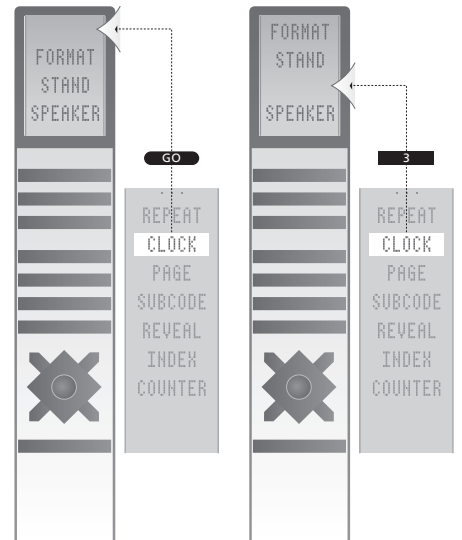 FORMAT
STAND
SPEAKER
GO
REPEAT
CLOCK
PAGE
SUBCODE
REVEAL
INDEX
COUNTER
FORMAT
STAND
SPEAKER
3
REPEAT
CLOCK
PAGE
SUBCODE
REVEAL
INDEX
COUNTER